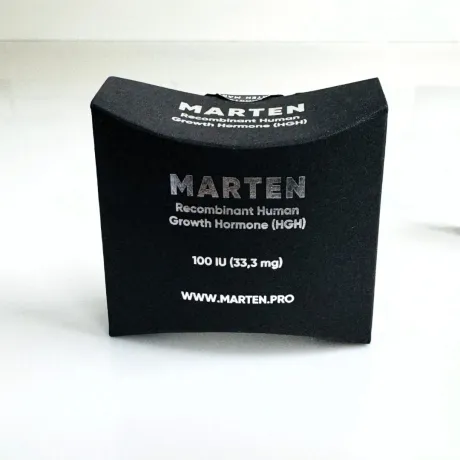 MARTEN
Recombinant Human
Growth Hormone (HGH)
MARTEN
Recombinant Human
Growth Hormone (HGH)
100 IU (33,3 mg)
WWW.MARTEN.PRO